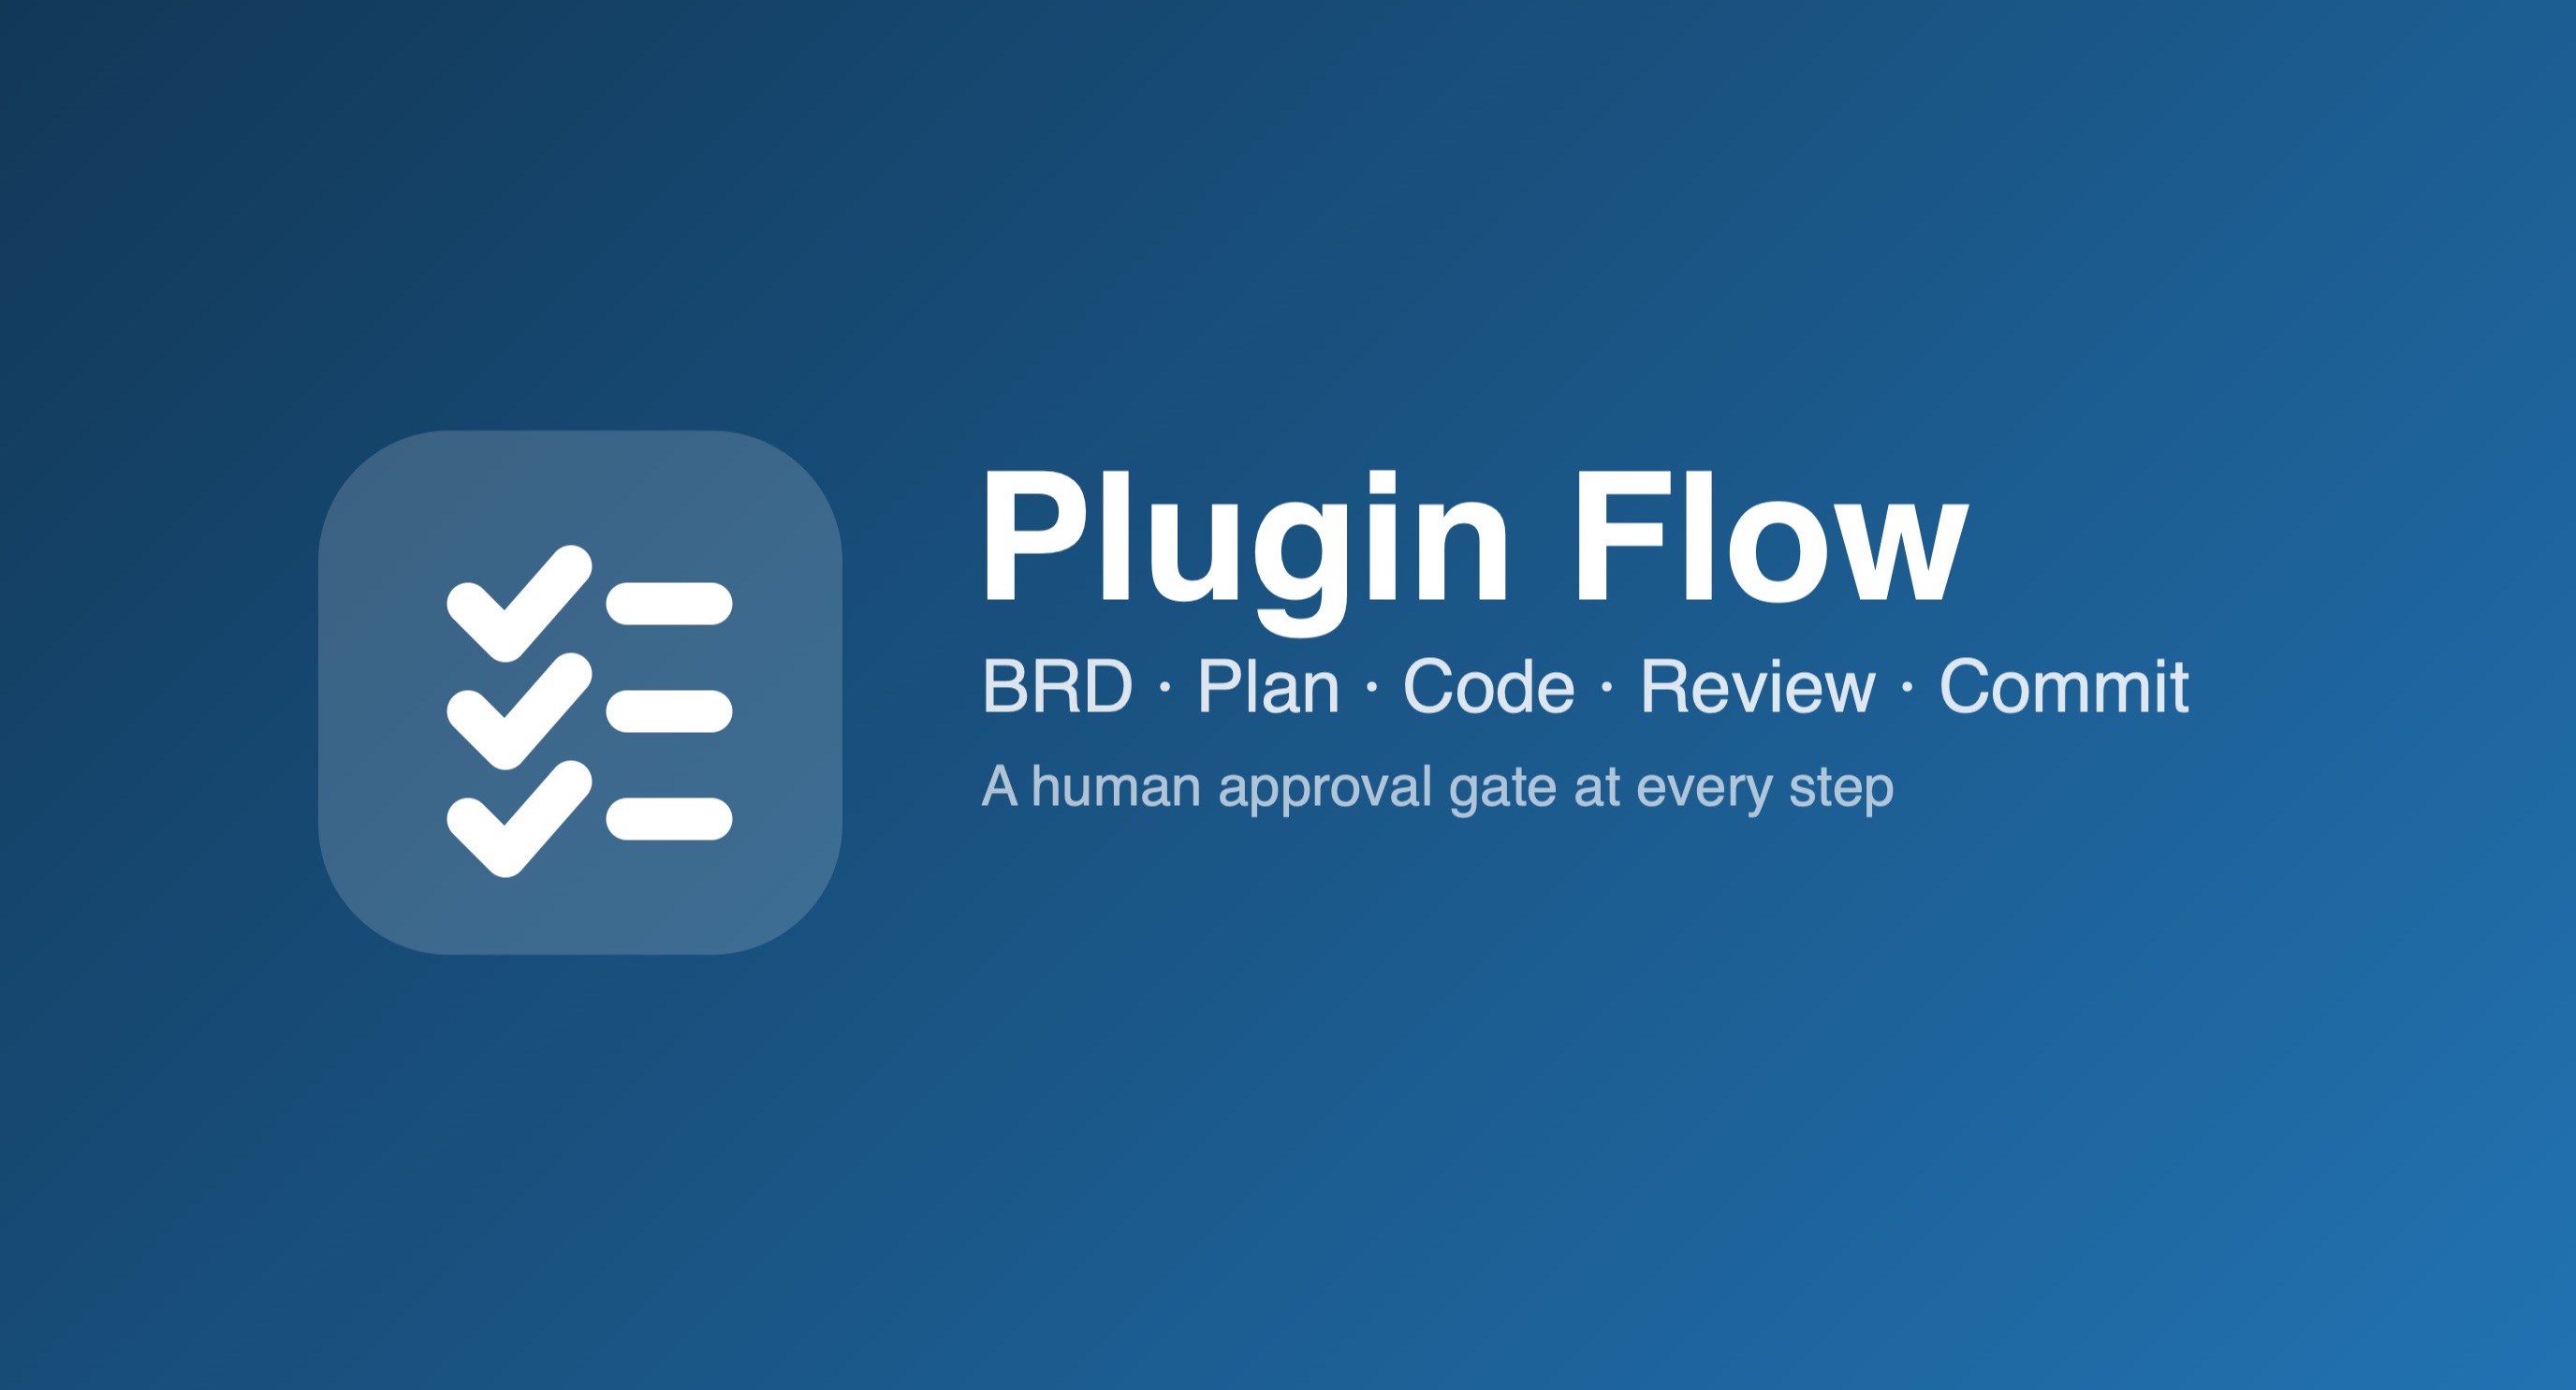 Plugin Flow
BRD · Plan · Code · Review · Commit
A human approval gate at every step